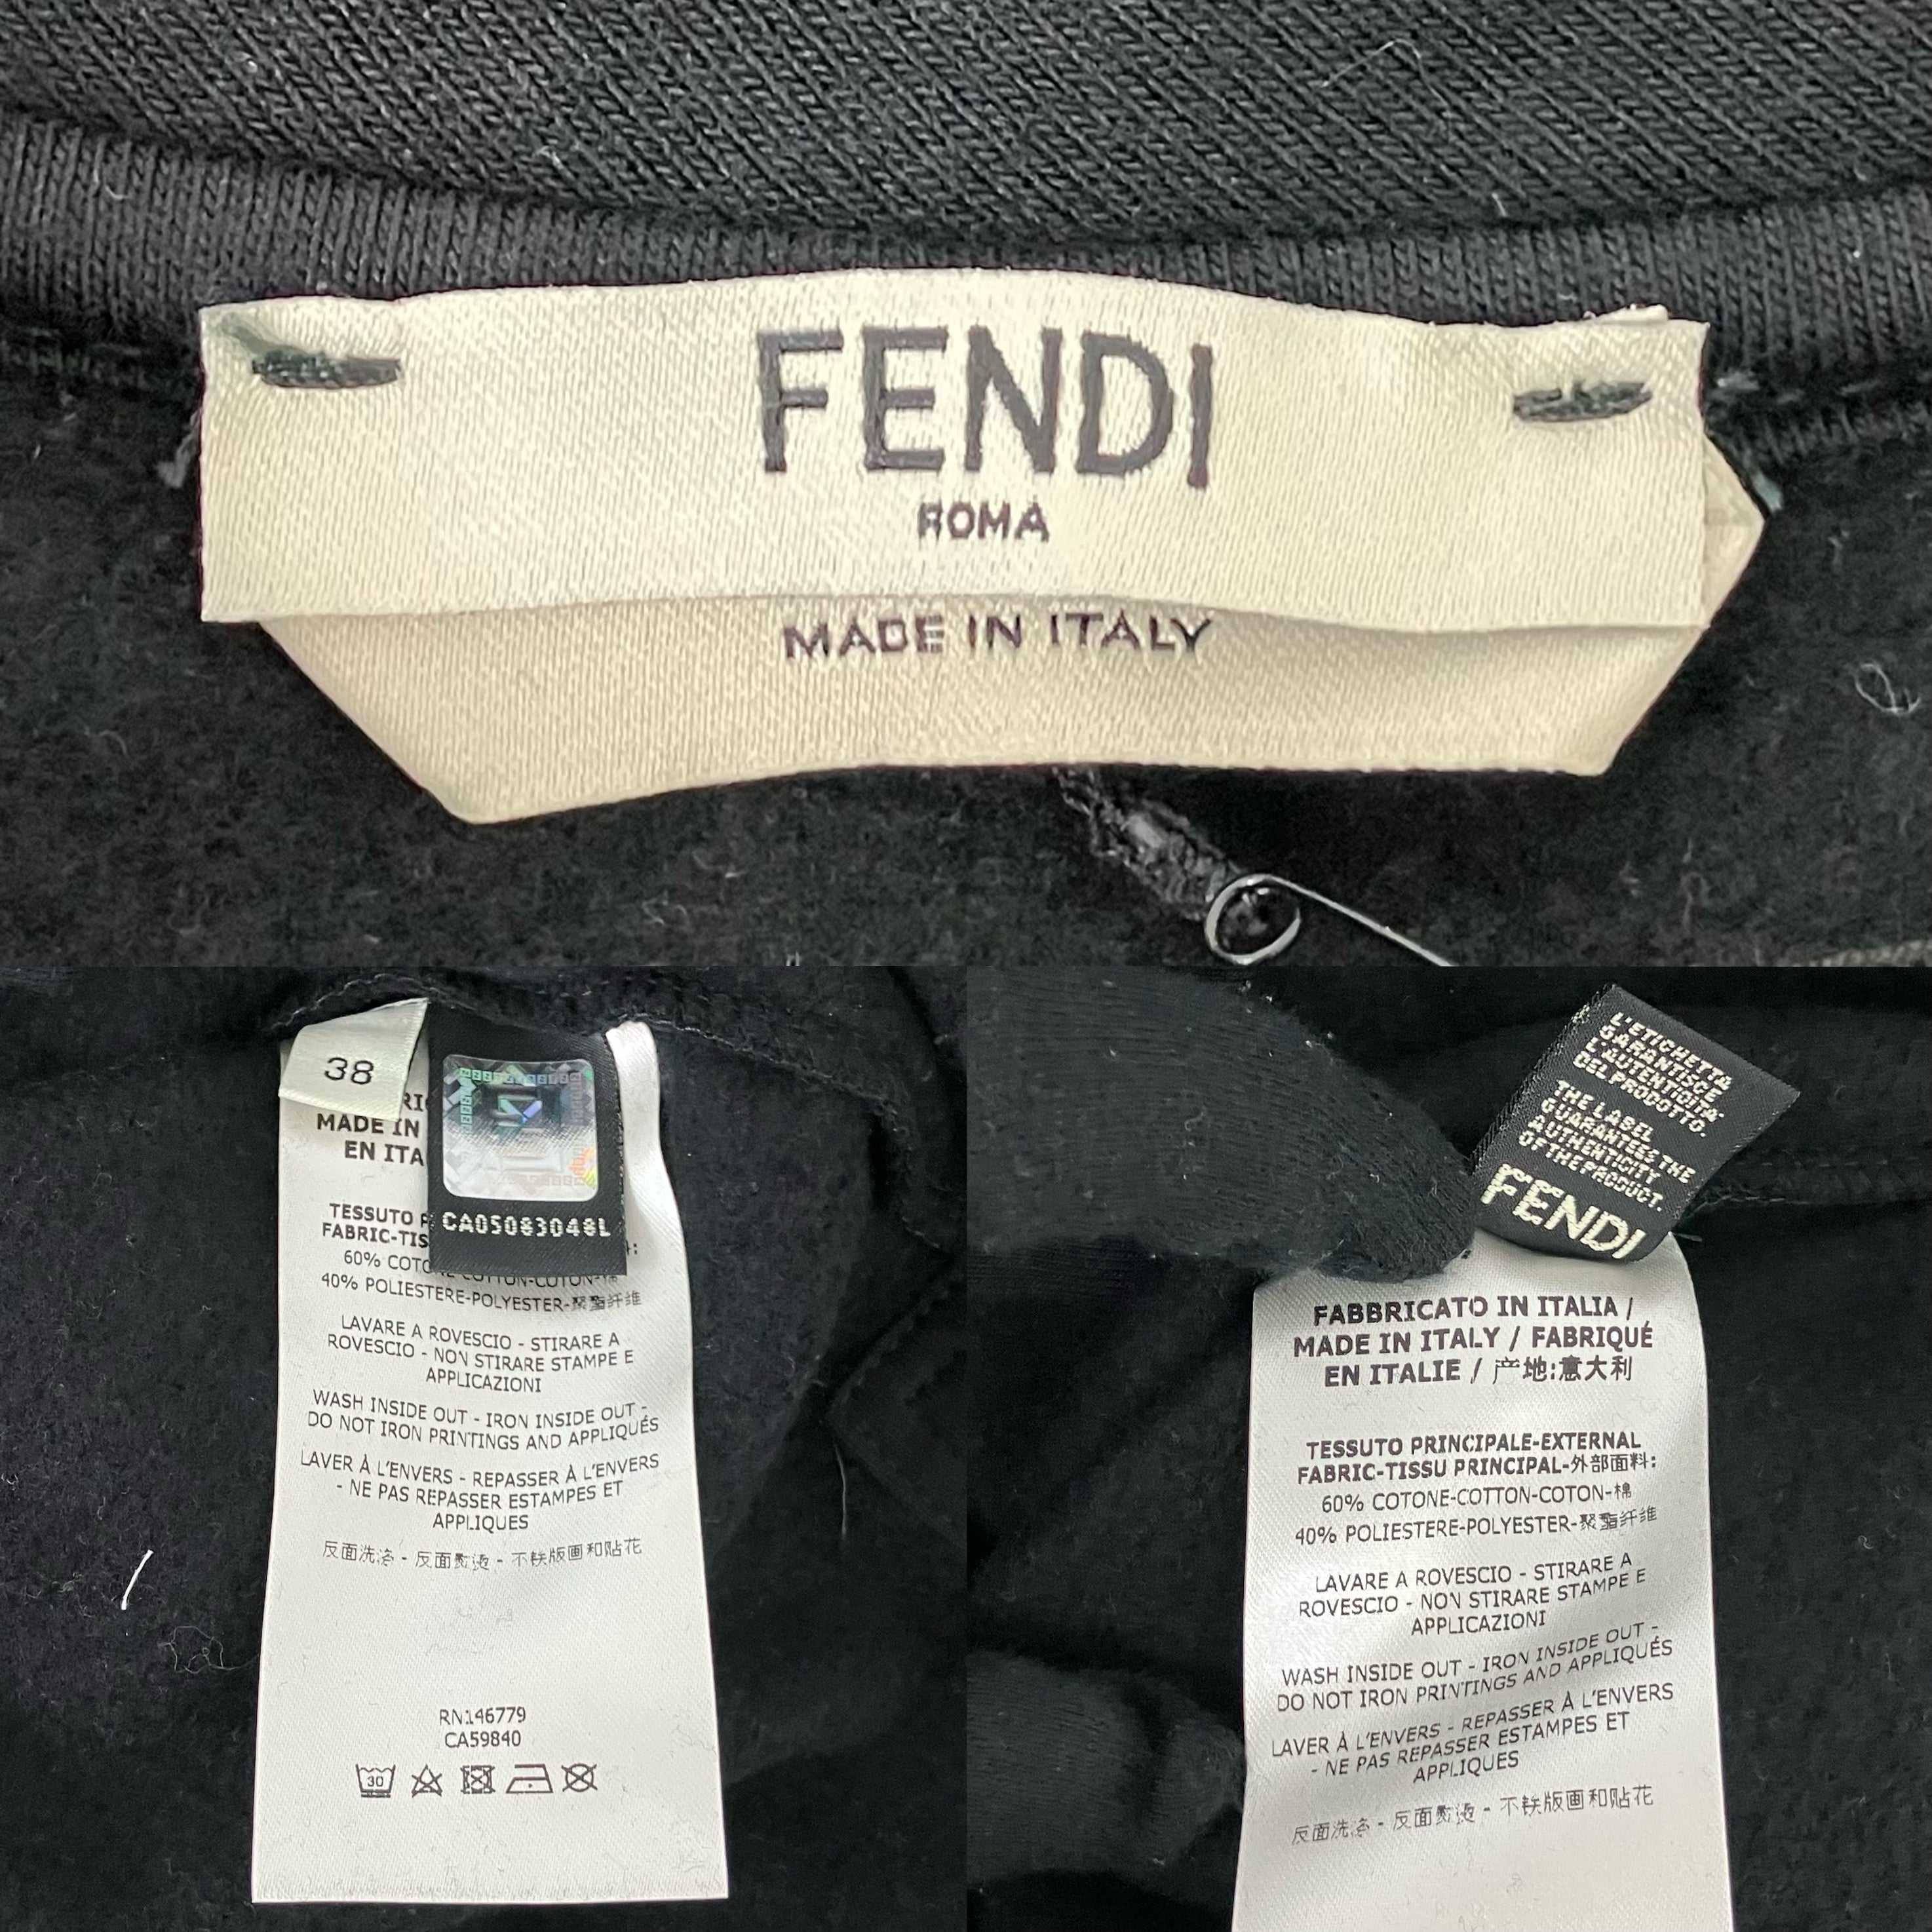 FENDI
ROMA
MADE IN ITALY
38
MADE IN
EN ITA
CA05083048L
TESSUTO P
FABRIC-TIS
60% COTO
COTTON-COTON-棉
40% POLIESTERE-POLYESTER-聚酯纤维
LAVARE A ROVESCIO - STIRARE A
ROVESCIO - NON STIRARE STAMPE E
APPLICAZIONI
WASH INSIDE OUT - IRON INSIDE OUT -
DO NOT IRON PRINTINGS AND APPLIQUÉS
LAVER À L'ENVERS - REPASSER À L'ENVERS
- NE PAS REPASSER ESTAMPES ET
APPLIQUES
反面洗涤 - 反面熨烫 - 不铁版画和贴花
RN146779
CA59840
30
L'ETICHETTA
GARANTISCE
L'AUTENTICITA'
DEL PRODOTTO.
THE LABEL
GUARANTEES THE
AUTHENTICITY
OF THE PRODUCT.
FENDI
FABBRICATO IN ITALIA /
MADE IN ITALY / FABRIQUÉ
EN ITALIE / 产地:意大利
TESSUTO PRINCIPALE-EXTERNAL
FABRIC-TISSU PRINCIPAL-外部面料:
60% COTONE-COTTON-COTON-棉
40% POLIESTERE-POLYESTER-聚酯纤维
LAVARE A ROVESCIO - STIRARE A
ROVESCIO - NON STIRARE STAMPE E
APPLICAZIONI
WASH INSIDE OUT - IRON INSIDE OUT -
DO NOT IRON PRINTINGS AND APPLIQUÉS
LAVER À L'ENVERS - REPASSER À L'ENVERS
- NE PAS REPASSER ESTAMPES ET
APPLIQUES
反面洗涤 - 反面熨烫 - 不铁版画和贴花